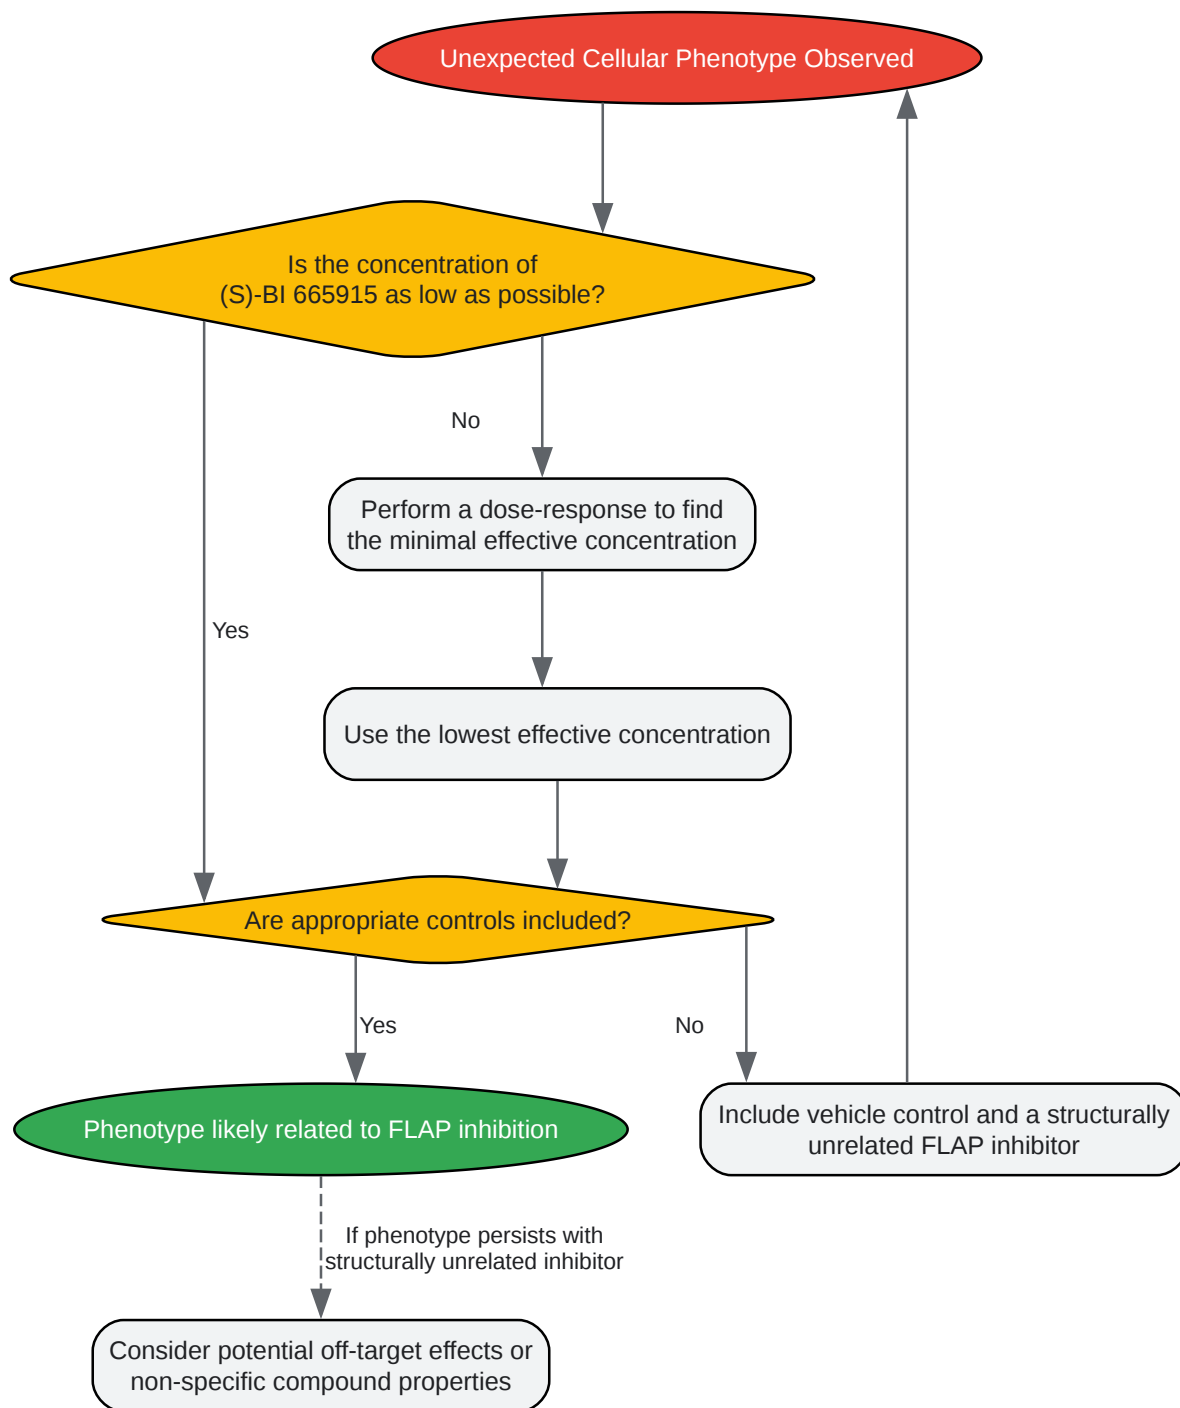 Unexpected Cellular Phenotype Observed
Is the concentration of
(S)-BI 665915 as low as possible?
No
Perform a dose-response to find
the minimal effective concentration
Yes
Use the lowest effective concentration
Are appropriate controls included?
Yes
No
Phenotype likely related to FLAP inhibition
Include vehicle control and a structurally
unrelated FLAP inhibitor
If phenotype persists with
structurally unrelated inhibitor
Consider potential off-target effects or
non-specific compound properties